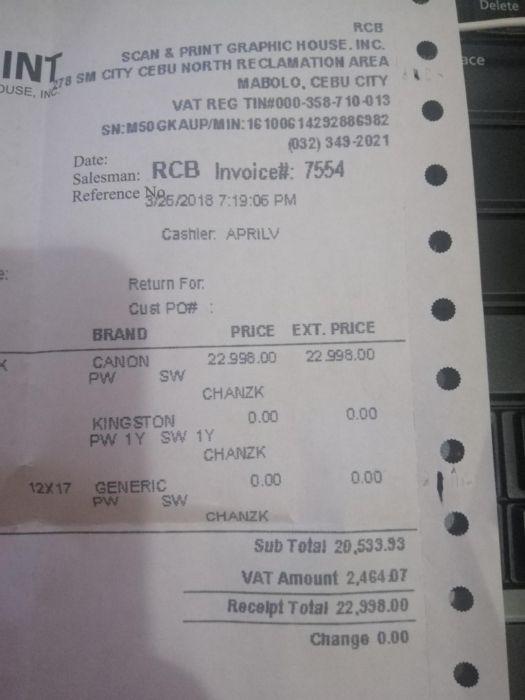 RCB
INT
OUSE, INC.
SCAN & PRINT GRAPHIC HOUSE. INC.
278 SM CITY CEBU NORTH RECLAMATION AREA
MABOLO, CEBU CITY
VAT REG TIN#000-358-710-013
SN:M50GKAUP/MIN: 16100614292886982
(032) 349-2021
Date:
Salesman: RCB Invoice#: 7554
Reference No
3/26/2018 7:19:06 PM
Cashier: APRILV
e:
Return For:
Cust PO# :
BRAND PRICE EXT. PRICE
CANON 22,998.00 22,998.00
PW SW
CHANZK
KINGSTON 0.00 0.00
PW 1Y SW 1Y
CHANZK
12X17 GENERIC 0.00 0.00
PW SW
CHANZK
Sub Total 20,533.93
VAT Amount 2,464.07
Receipt Total 22,998.00
Change 0.00
Delete
ace